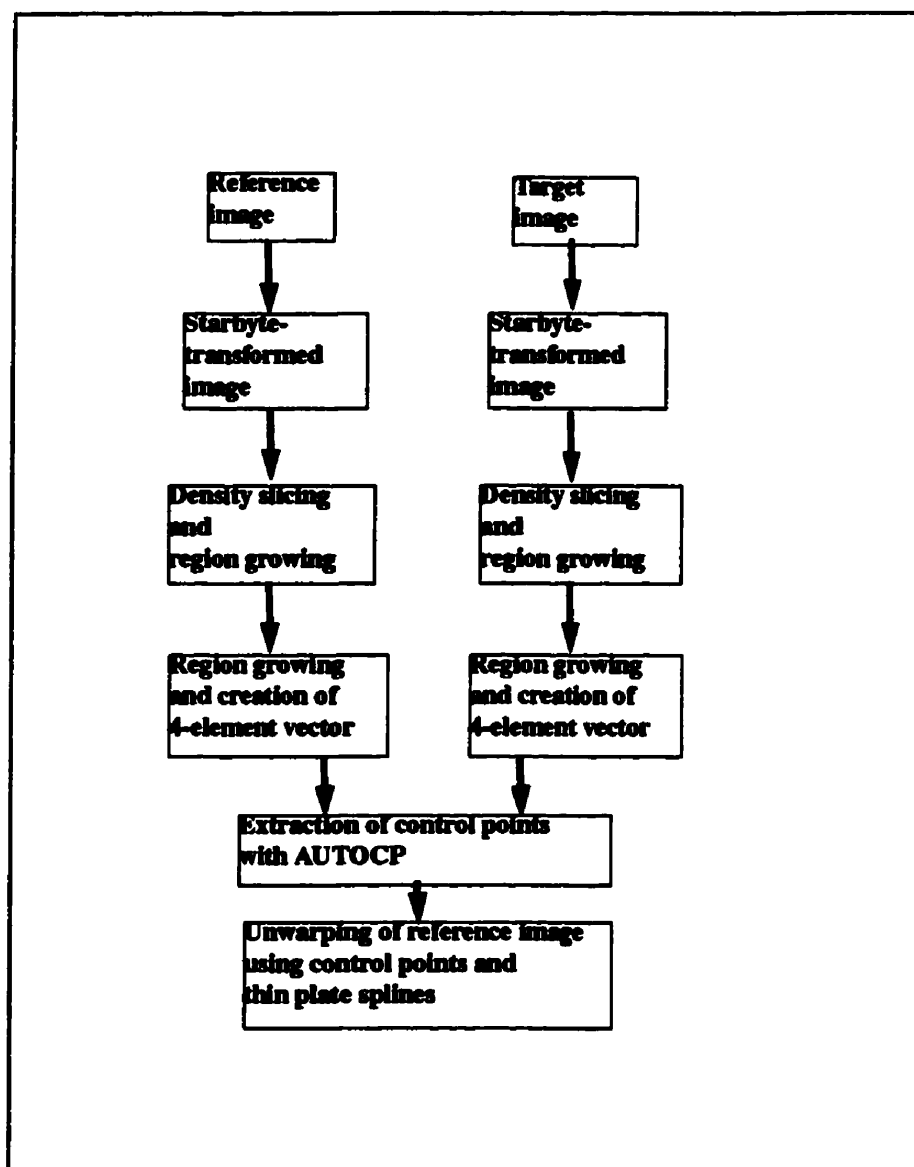 Reference
image
Target
image
Starbyte-
transformed
image
Starbyte-
transformed
image
Density slicing
and
region growing
Density slicing
and
region growing
Region growing
and creation of
4-element vector
Region growing
and creation of
4-element vector
Extraction of control points
with AUTOCP
Unwarping of reference image
using control points and
thin plate splines